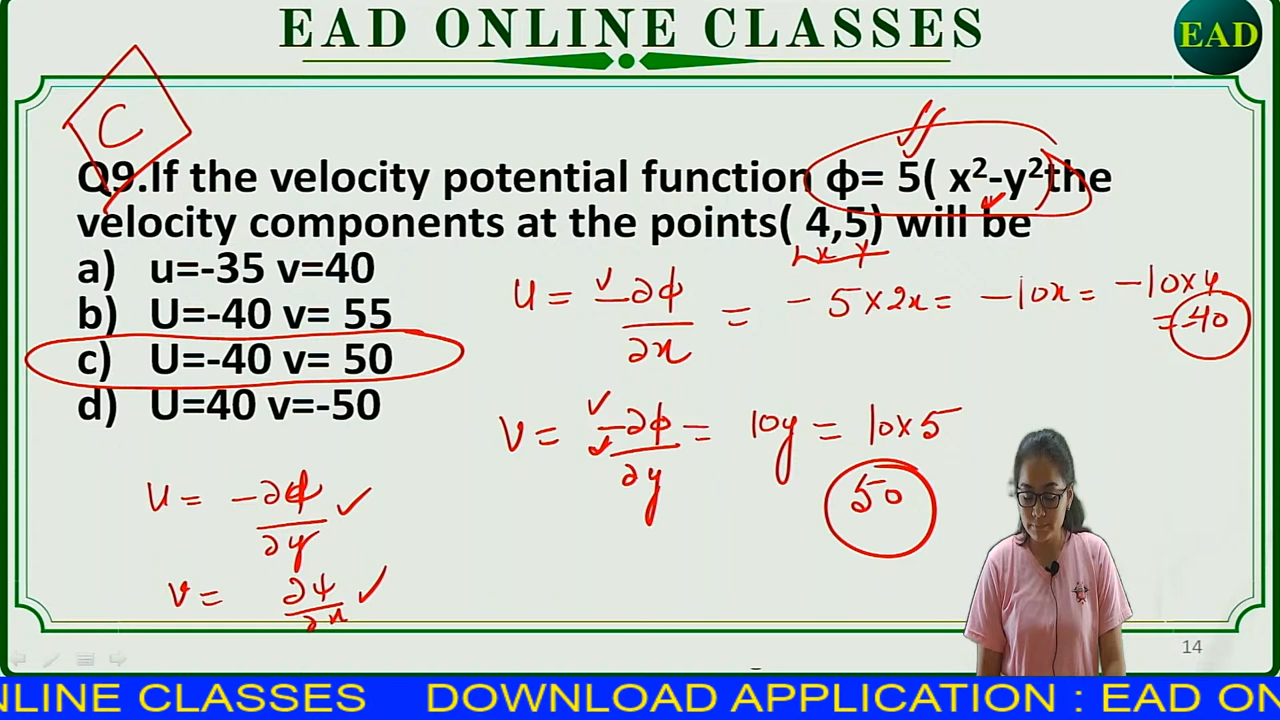 EAD ONLINE CLASSES
EAD
C
Q9.If the velocity potential function ϕ= 5( x²-y²)the
velocity components at the points( 4,5) will be
x y
a) u=-35 v=40
b) U=-40 v= 55
c) U=-40 v= 50
d) U=40 v=-50
u = -∂ϕ/∂x = -5×2x = -10x = -10×4
= -40
v = -∂ϕ/∂y = 10y = 10×5
50
u = -∂ψ/∂y
v = ∂ψ/∂x
14
NLINE CLASSES DOWNLOAD APPLICATION : EAD ON